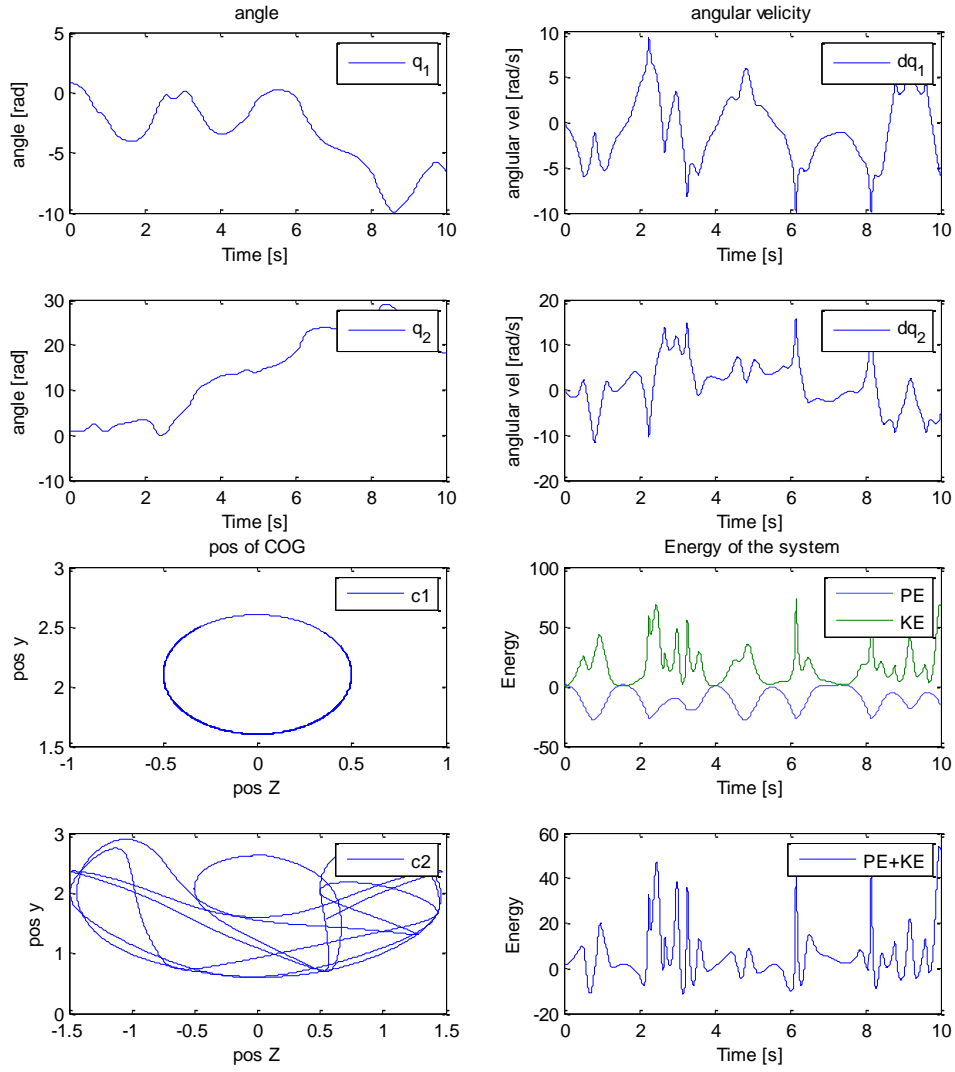 angle
5
0
-5
-10
angle [rad]
0 2 4 6 8 10
Time [s]
q1
angular velicity
10
5
0
-5
-10
angular vel [rad/s]
0 2 4 6 8 10
Time [s]
dq1
30
20
10
0
-10
angle [rad]
0 2 4 6 8 10
Time [s]
q2
20
10
0
-10
-20
anglular vel [rad/s]
0 2 4 6 8 10
Time [s]
dq2
pos of COG
3
2.5
2
1.5
pos y
-1 -0.5 0 0.5 1
pos Z
c1
Energy of the system
100
50
0
-50
Energy
0 2 4 6 8 10
Time [s]
PE
KE
3
2
1
0
pos y
-1.5 -1 -0.5 0 0.5 1 1.5
pos Z
c2
60
40
20
0
-20
Energy
0 2 4 6 8 10
Time [s]
PE+KE